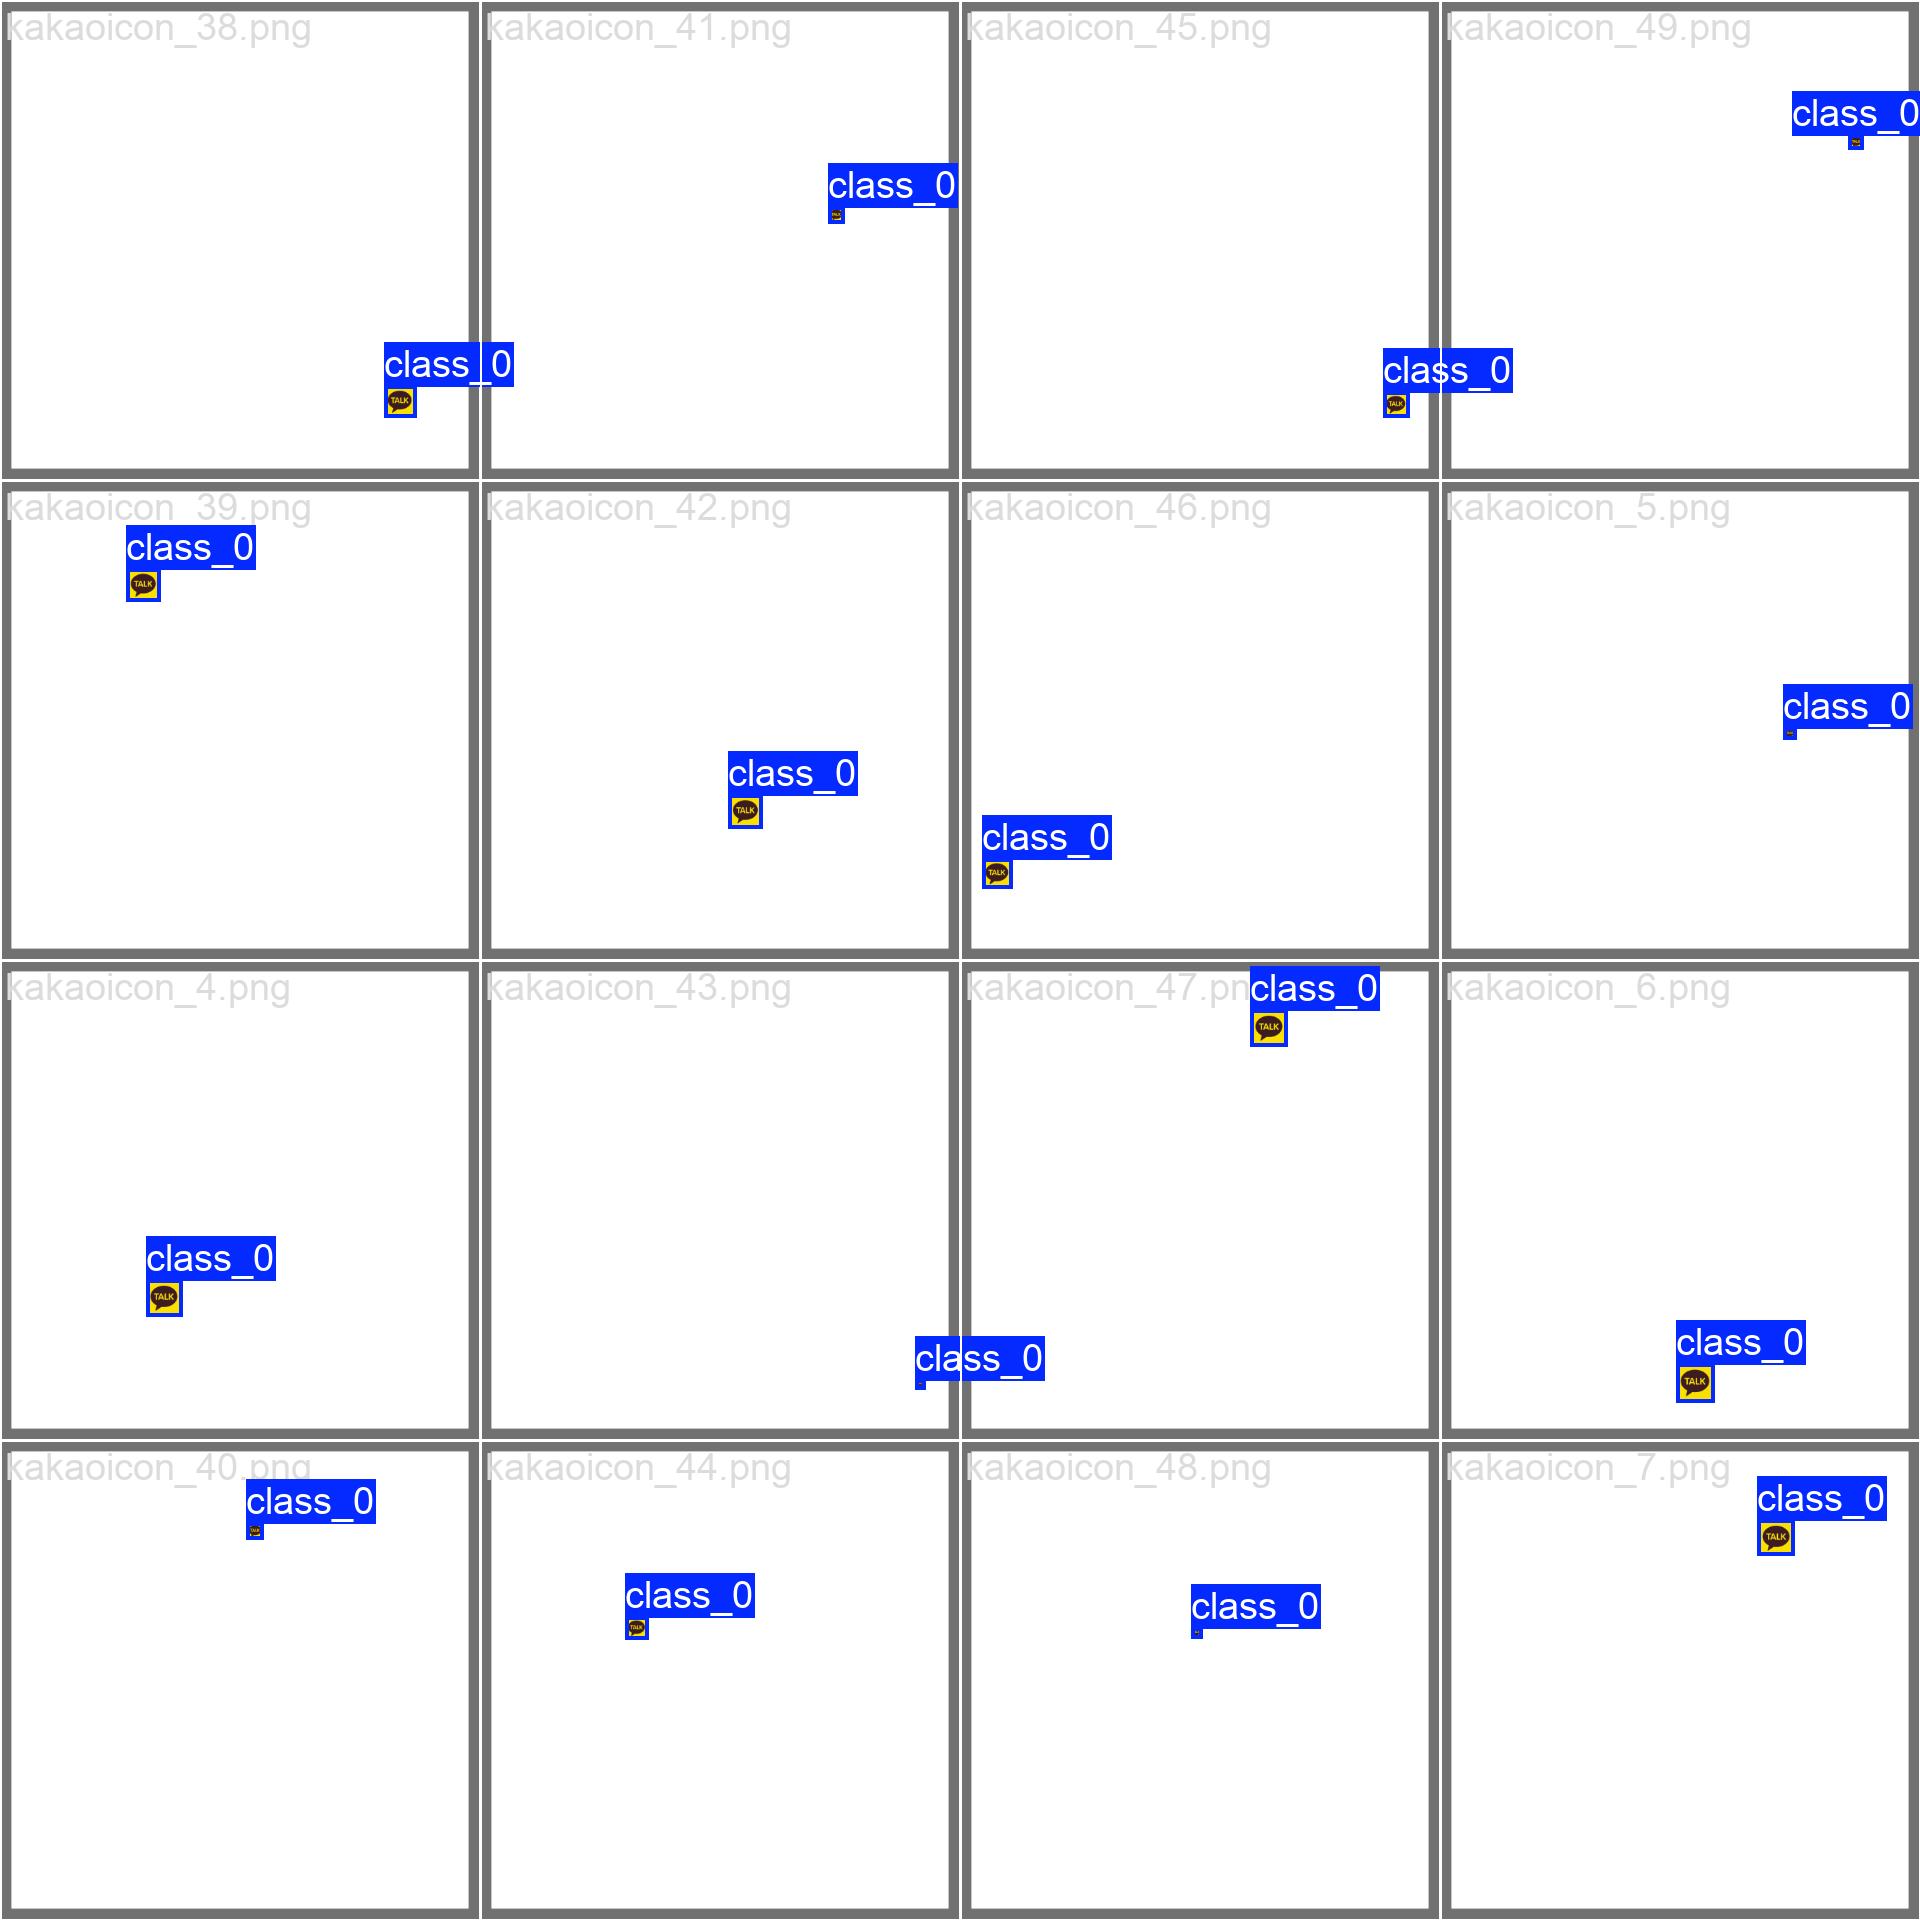 kakaoicon_38.png
kakaoicon_41.png
kakaoicon_45.png
kakaoicon_49.png
class_0
class_0
class_0
TALK
class_0
TALK
kakaoicon_39.png
kakaoicon_42.png
kakaoicon_46.png
kakaoicon_5.png
class_0
TALK
class_0
class_0
TALK
class_0
TALK
kakaoicon_4.png
kakaoicon_43.png
kakaoicon_47.pn
kakaoicon_6.png
class_0
TALK
class_0
TALK
class_0
TALK
class_0
kakaoicon_40.png
kakaoicon_44.png
kakaoicon_48.png
kakaoicon_7.png
class_0
class_0
TALK
class_0
TALK
class_0